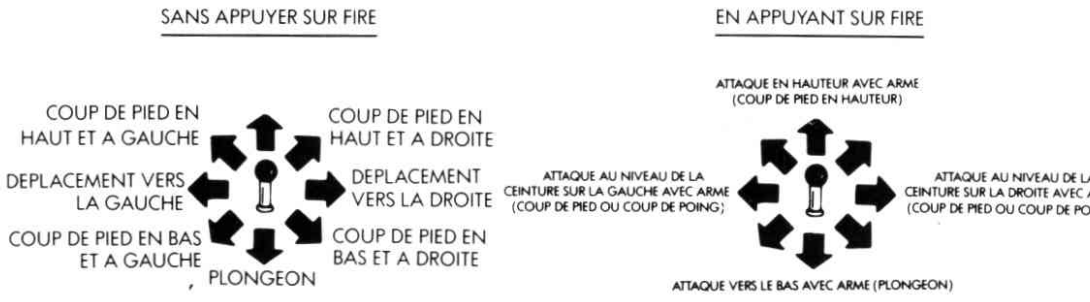 SANS APPUYER SUR FIRE
COUP DE PIED EN
HAUT ET A GAUCHE
COUP DE PIED EN
HAUT ET A DROITE
DEPLACEMENT VERS
LA GAUCHE
DEPLACEMENT
VERS LA DROITE
COUP DE PIED EN BAS
ET A GAUCHE
COUP DE PIED EN
BAS ET A DROITE
PLONGEON
EN APPUYANT SUR FIRE
ATTAQUE EN HAUTEUR AVEC ARME
(COUP DE PIED EN HAUTEUR)
ATTAQUE AU NIVEAU DE LA
CEINTURE SUR LA GAUCHE AVEC ARME
(COUP DE PIED OU COUP DE POING)
ATTAQUE AU NIVEAU DE LA
CEINTURE SUR LA DROITE AVEC
(COUP DE PIED OU COUP DE
ATTAQUE VERS LE BAS AVEC ARME (PLONGEON)